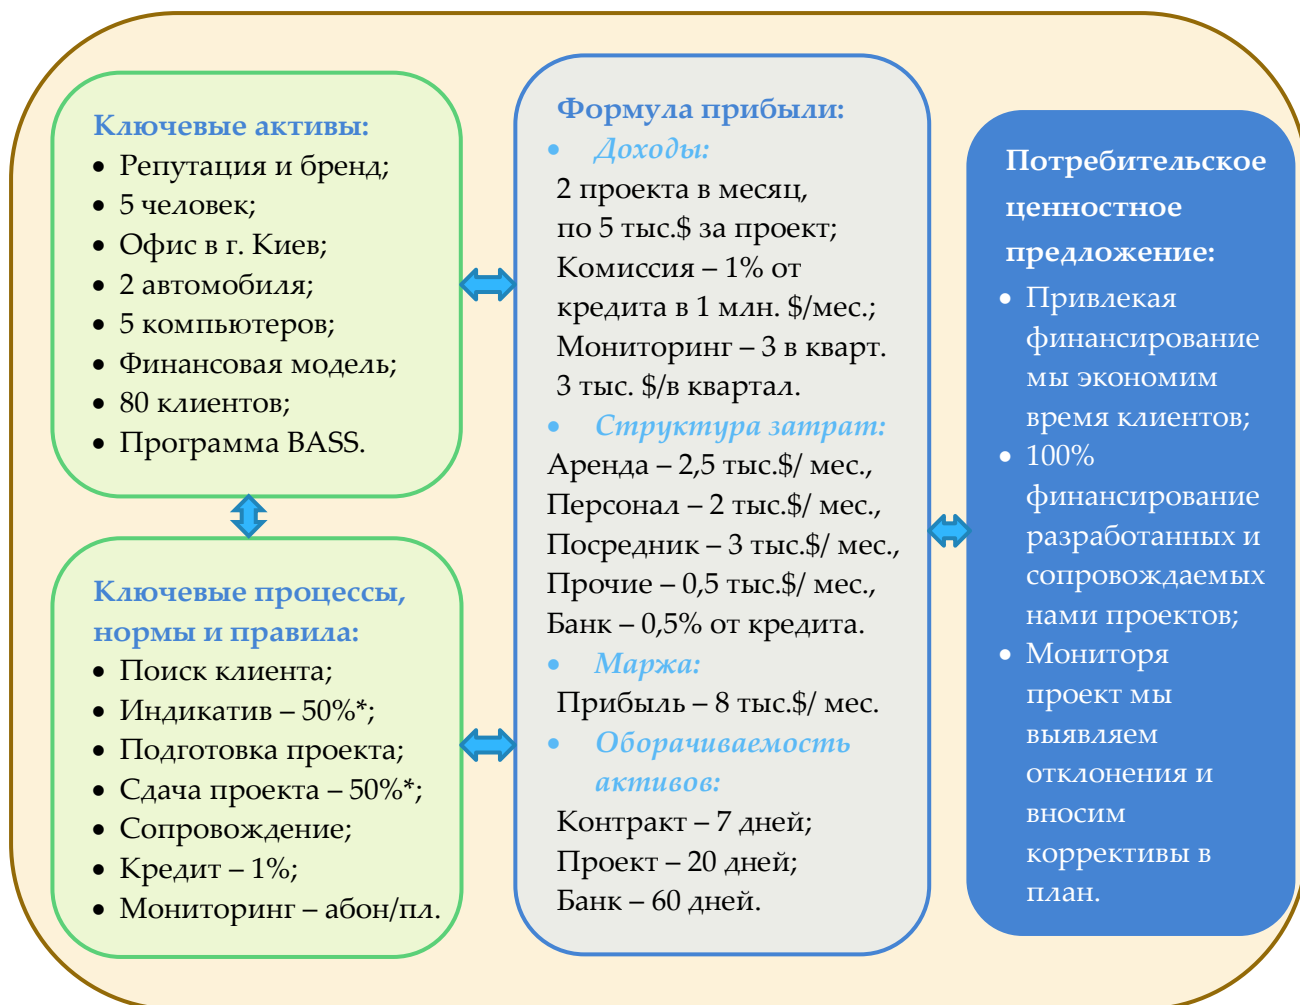 Ключевые активы:
• Репутация и бренд;
• 5 человек;
• Офис в г. Киев;
• 2 автомобиля;
• 5 компьютеров;
• Финансовая модель;
• 80 клиентов;
• Программа BASS.
Ключевые процессы,
нормы и правила:
• Поиск клиента;
• Индикатив – 50%*;
• Подготовка проекта;
• Сдача проекта – 50%*;
• Сопровождение;
• Кредит – 1%;
• Мониторинг – абон/пл.
Формула прибыли:
• Доходы:
2 проекта в месяц,
по 5 тыс.$ за проект;
Комиссия – 1% от
кредита в 1 млн. $/мес.;
Мониторинг – 3 в кварт.
3 тыс. $/в квартал.
• Структура затрат:
Аренда – 2,5 тыс.$/ мес.,
Персонал – 2 тыс.$/ мес.,
Посредник – 3 тыс.$/ мес.,
Прочие – 0,5 тыс.$/ мес.,
Банк – 0,5% от кредита.
• Маржа:
Прибыль – 8 тыс.$/ мес.
• Оборачиваемость
активов:
Контракт – 7 дней;
Проект – 20 дней;
Банк – 60 дней.
Потребительское
ценностное
предложение:
• Привлекая
финансирование
мы экономим
время клиентов;
• 100%
финансирование
разработанных и
сопровождаемых
нами проектов;
• Мониторя
проект мы
выявляем
отклонения и
вносим
коррективы в
план.